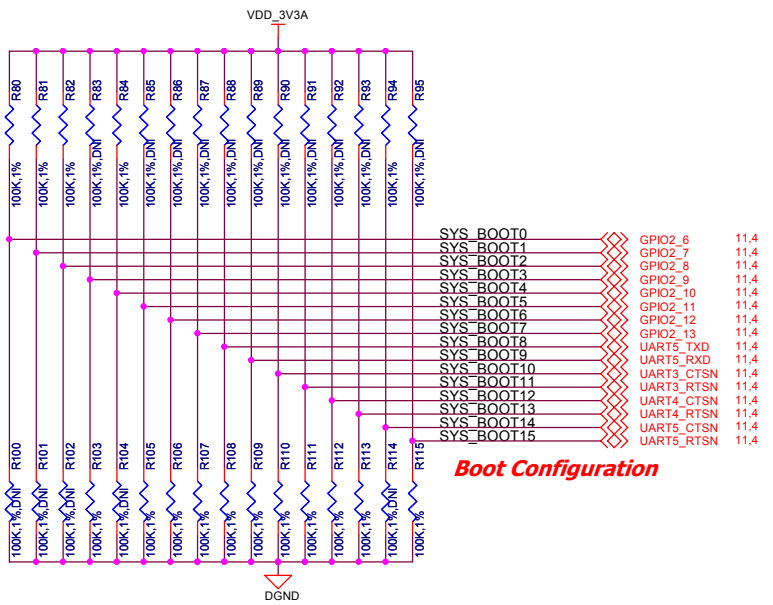 VDD_3V3A
R80
R81
R82
R83
R84
R85
R86
R87
R88
R89
R90
R91
R92
R93
R94
R95
100K,1%
100K,1%
100K,1%
100K,1%,DNI
100K,1%
100K,1%,DNI
100K,1%,DNI
100K,1%,DNI
100K,1%,DNI
100K,1%,DNI
100K,1%,DNI
100K,1%,DNI
100K,1%,DNI
100K,1%,DNI
100K,1%
100K,1%,DNI
SYS_BOOT0 GPIO2_6 11,4
SYS_BOOT1 GPIO2_7 11,4
SYS_BOOT2 GPIO2_8 11,4
SYS_BOOT3 GPIO2_9 11,4
SYS_BOOT4 GPIO2_10 11,4
SYS_BOOT5 GPIO2_11 11,4
SYS_BOOT6 GPIO2_12 11,4
SYS_BOOT7 GPIO2_13 11,4
SYS_BOOT8 UART5_TXD 11,4
SYS_BOOT9 UART5_RXD 11,4
SYS_BOOT10 UART3_CTSN 11,4
SYS_BOOT11 UART3_RTSN 11,4
SYS_BOOT12 UART4_CTSN 11,4
SYS_BOOT13 UART4_RTSN 11,4
SYS_BOOT14 UART5_CTSN 11,4
SYS_BOOT15 UART5_RTSN 11,4
Boot Configuration
R100
R101
R102
R103
R104
R105
R106
R107
R108
R109
R110
R111
R112
R113
R114
R115
100K,1%,DNI
100K,1%,DNI
100K,1%,DNI
100K,1%
100K,1%,DNI
100K,1%
100K,1%
100K,1%
100K,1%
100K,1%
100K,1%
100K,1%
100K,1%
100K,1%
100K,1%,DNI
100K,1%
DGND